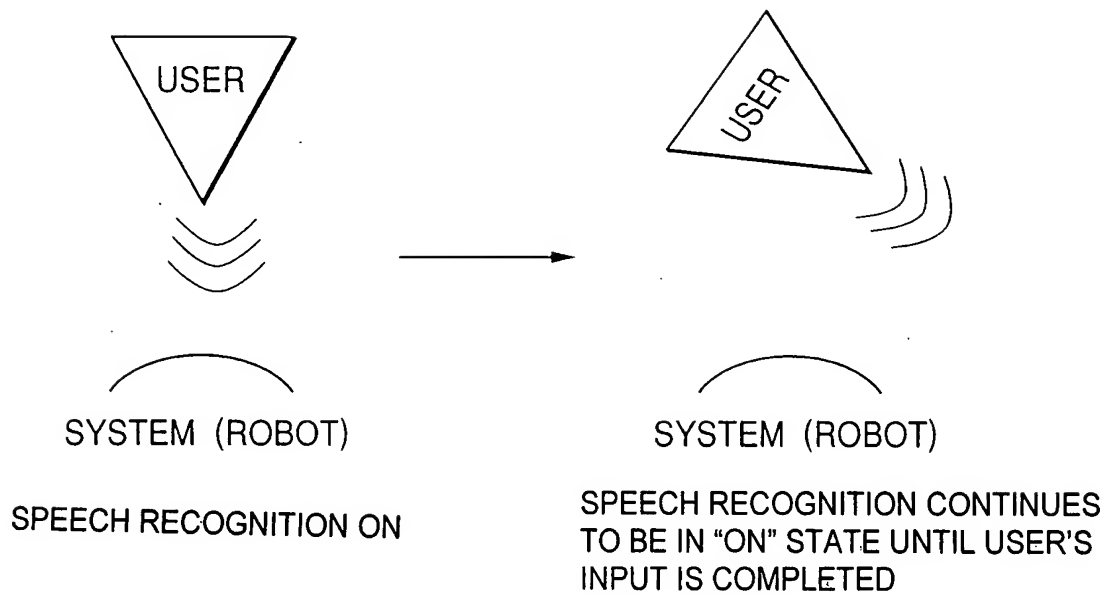 USER
SYSTEM (ROBOT)
SPEECH RECOGNITION ON
USER
SYSTEM (ROBOT)
SPEECH RECOGNITION CONTINUES
TO BE IN “ON” STATE UNTIL USER'S
INPUT IS COMPLETED